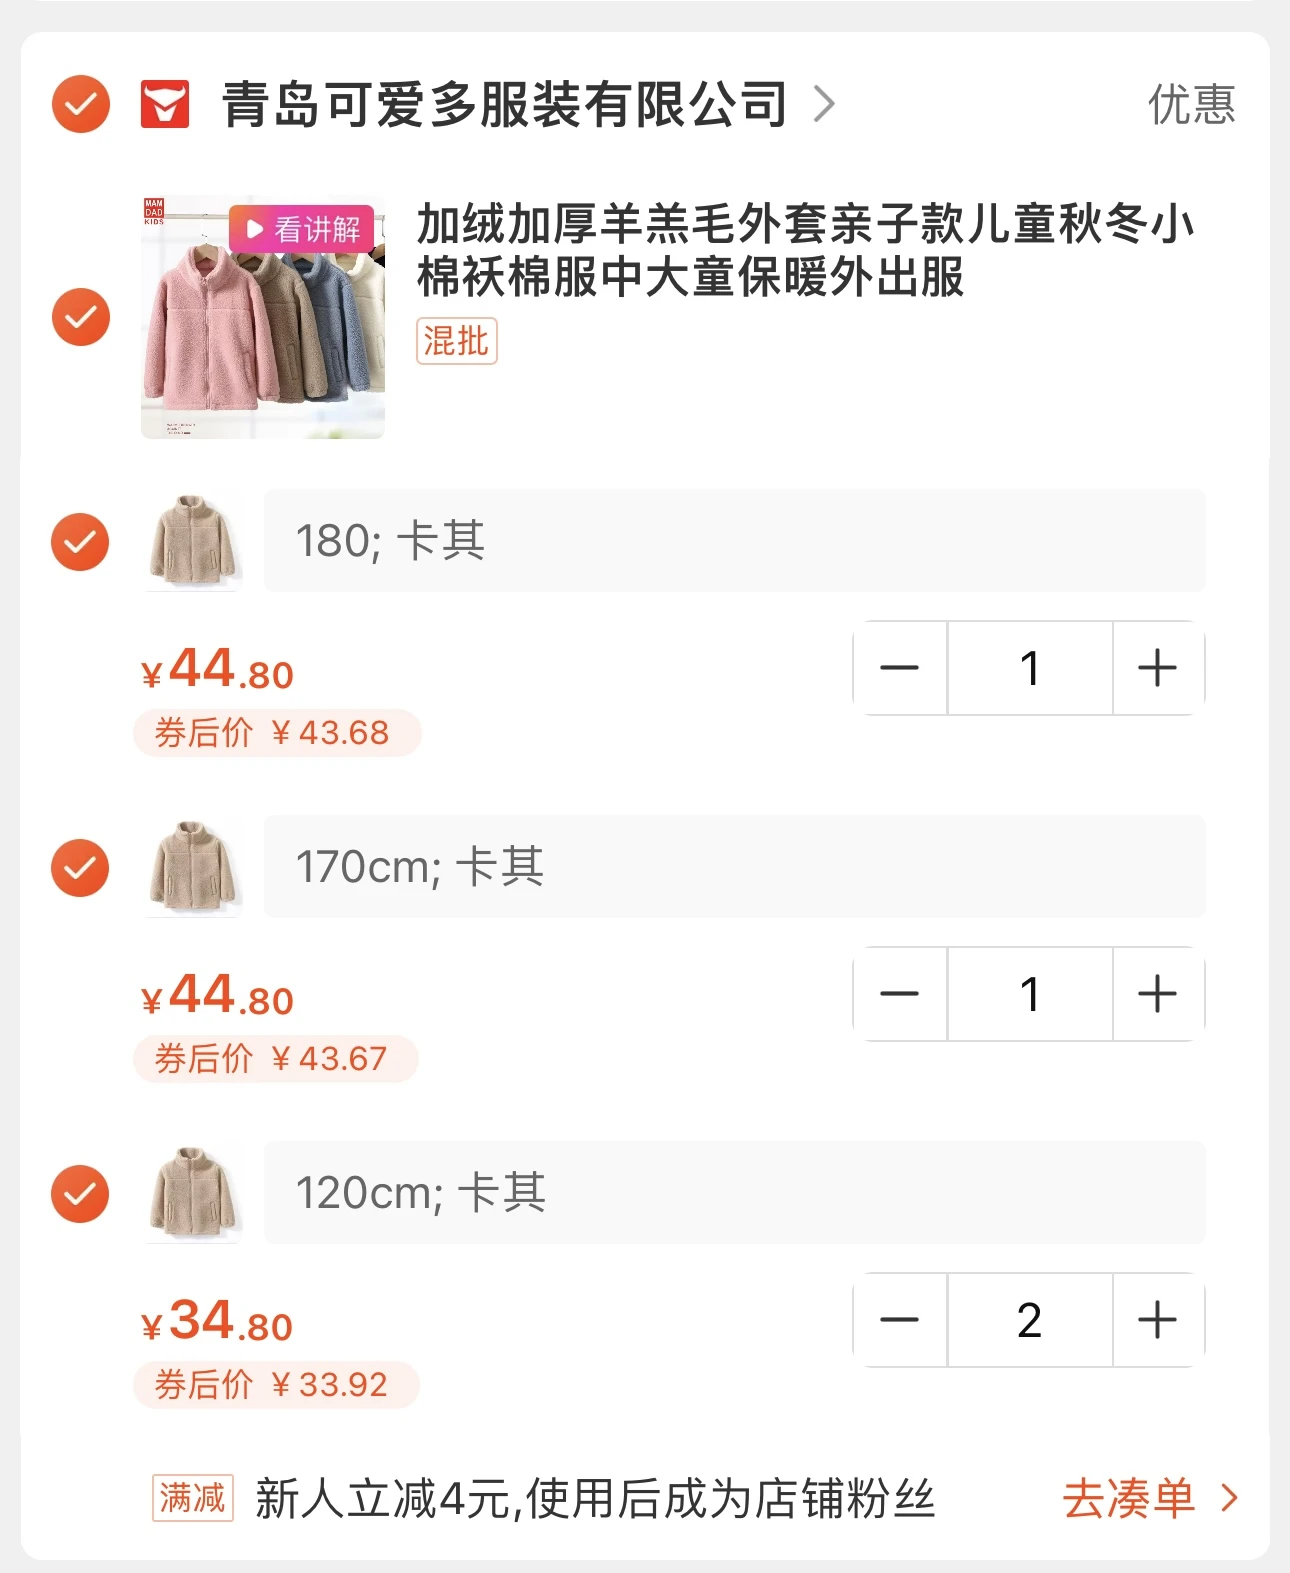 青岛可爱多服装有限公司
优惠
MAM
DAD
KIDS
看讲解
加绒加厚羊羔毛外套亲子款儿童秋冬小
棉袄棉服中大童保暖外出服
混批
180; 卡其
¥44.80
1
券后价 ¥43.68
170cm; 卡其
¥44.80
1
券后价 ¥43.67
120cm; 卡其
¥34.80
2
券后价 ¥33.92
满减 新人立减4元,使用后成为店铺粉丝
去凑单